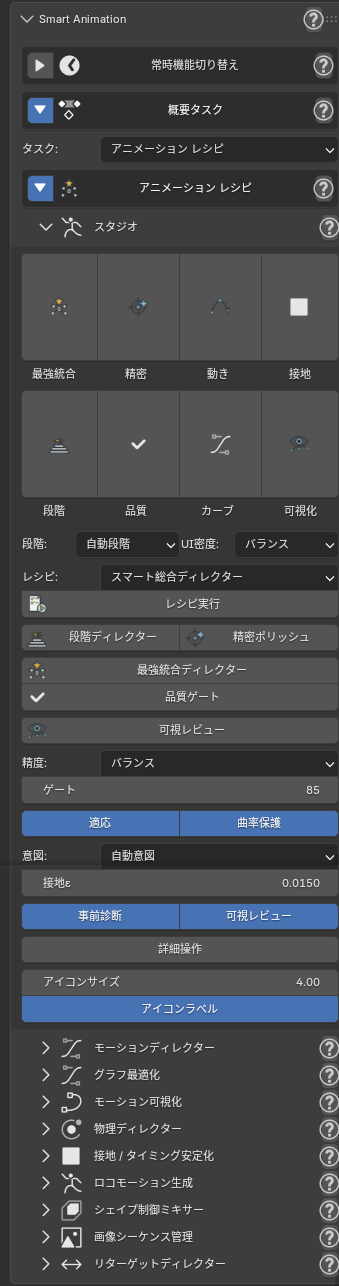 Smart Animation
常時機能切り替え
概要タスク
タスク: アニメーション レシピ
アニメーション レシピ
スタジオ
最強統合 精密 動き 接地
段階 品質 カーブ 可視化
段階: 自動段階 UI密度: バランス
レシピ: スマート総合ディレクター
レシピ実行
段階ディレクター 精密ポリッシュ
最強統合ディレクター
品質ゲート
可視レビュー
精度: バランス
ゲート 85
適応 曲率保護
意図: 自動意図
接地ε 0.0150
事前診断 可視レビュー
詳細操作
アイコンサイズ 4.00
アイコンラベル
モーションディレクター
グラフ最適化
モーション可視化
物理ディレクター
接地 / タイミング安定化
ロコモーション生成
シェイプ制御ミキサー
画像シーケンス管理
リターゲットディレクター